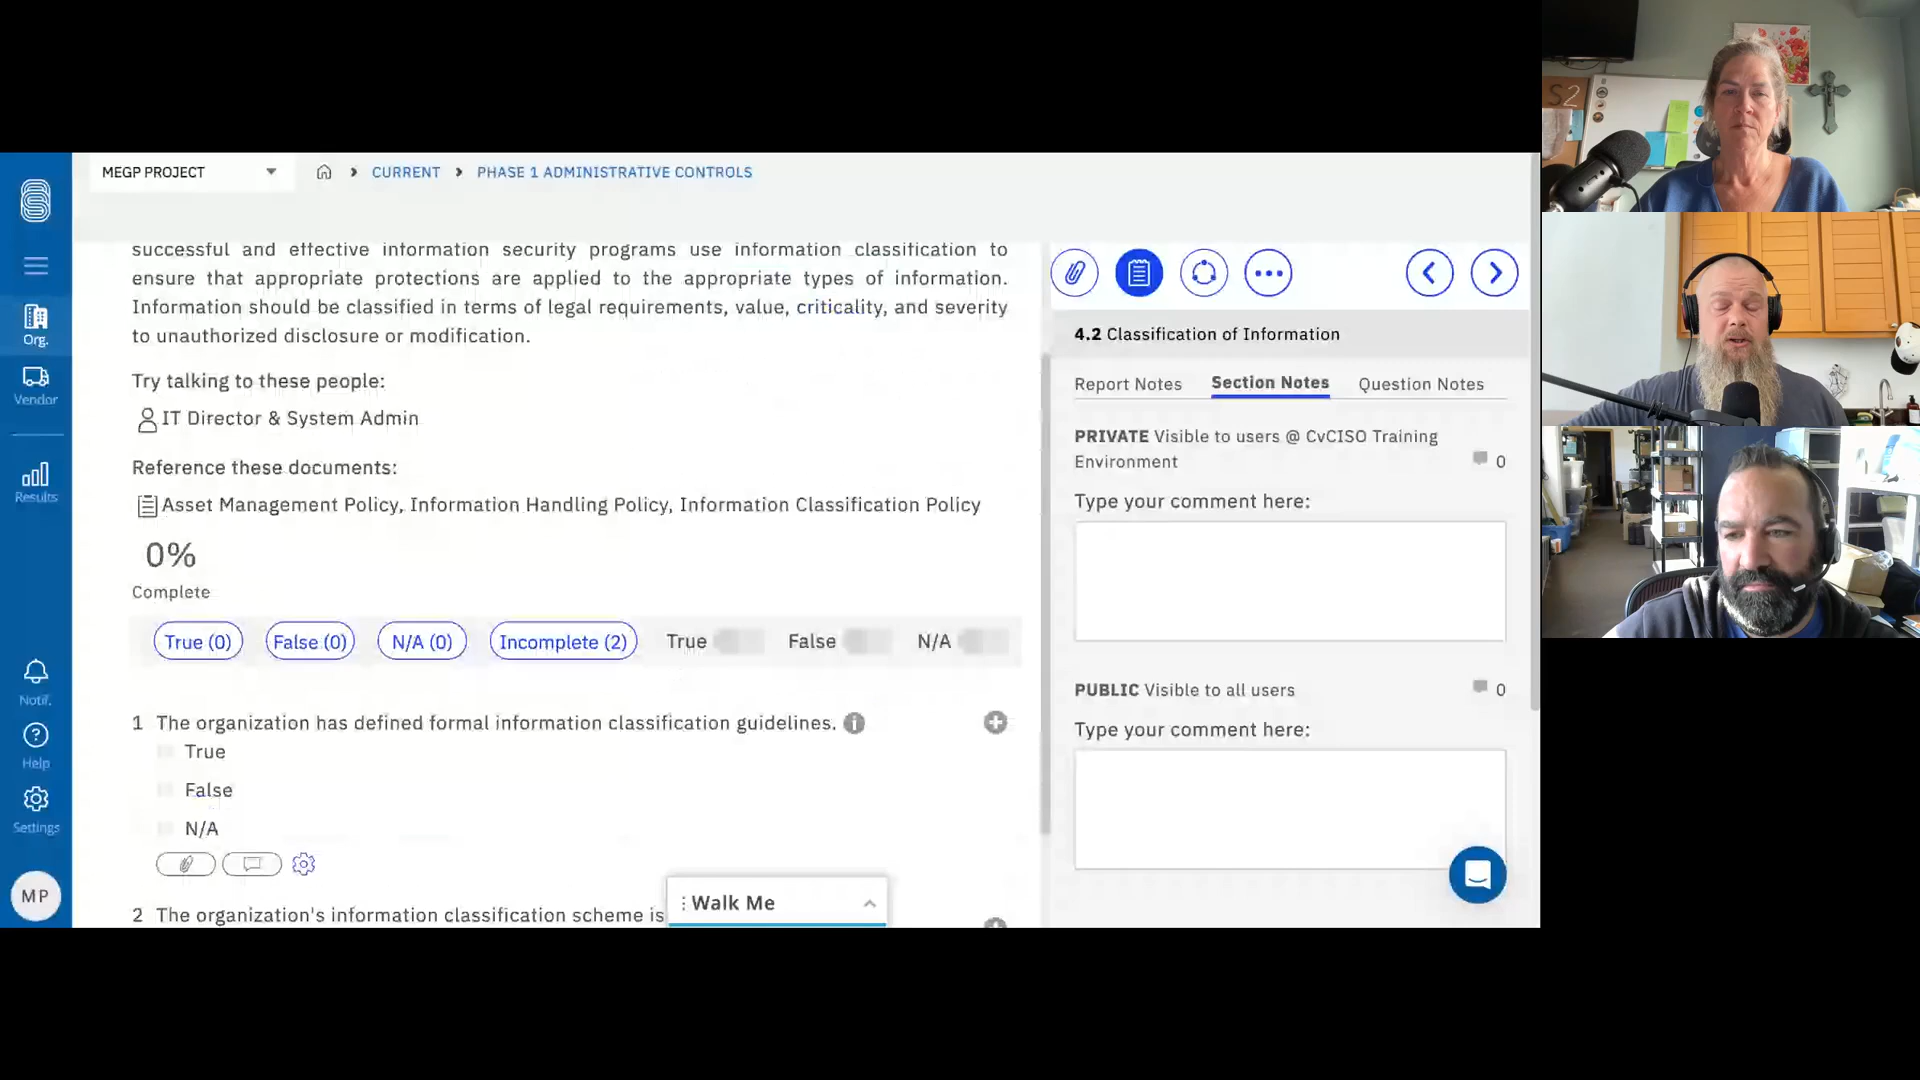 MEGP PROJECT
CURRENT
PHASE 1 ADMINISTRATIVE CONTROLS
Org.
Vendor
Results
Notif.
Help
Settings
MP
successful and effective information security programs use information classification to
ensure that appropriate protections are applied to the appropriate types of information.
Information should be classified in terms of legal requirements, value, criticality, and severity
to unauthorized disclosure or modification.
Try talking to these people:
IT Director & System Admin
Reference these documents:
Asset Management Policy, Information Handling Policy, Information Classification Policy
0%
Complete
True (0) False (0) N/A (0) Incomplete (2) True False N/A
1 The organization has defined formal information classification guidelines.
True
False
N/A
2 The organization's information classification scheme is
Walk Me
4.2 Classification of Information
Report Notes Section Notes Question Notes
PRIVATE Visible to users @ CvCISO Training
Environment
0
Type your comment here:
PUBLIC Visible to all users
0
Type your comment here:
S2